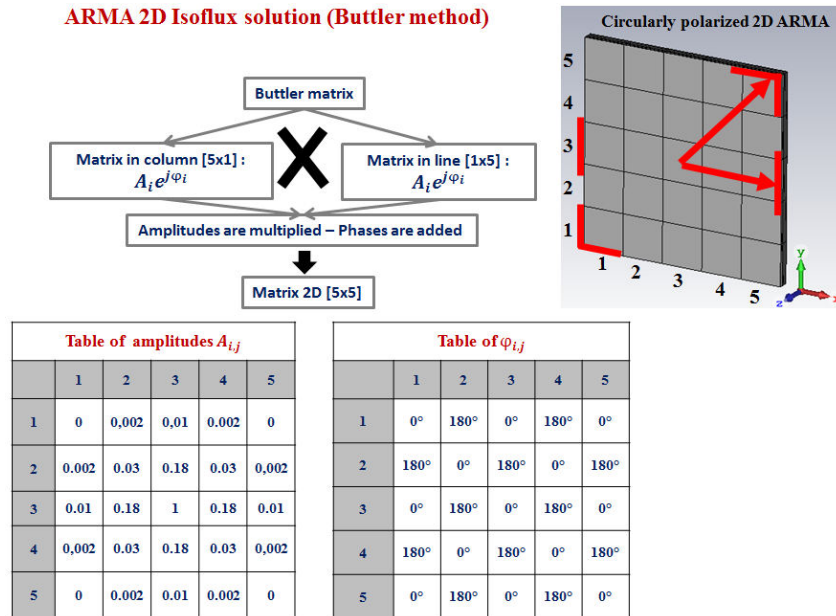 ARMA 2D Isoflux solution (Buttler method)
Buttler matrix
Matrix in column [5x1] :
A_i e^{jφ_i}
Matrix in line [1x5] :
A_i e^{jφ_i}
Amplitudes are multiplied – Phases are added
Matrix 2D [5x5]
Circularly polarized 2D ARMA
5
4
3
2
1
1 2 3 4 5
y
x
z
Table of amplitudes A_{i,j}
1 2 3 4 5
1 0 0,002 0,01 0.002 0
2 0.002 0.03 0.18 0.03 0,002
3 0.01 0.18 1 0.18 0.01
4 0,002 0.03 0.18 0.03 0,002
5 0 0.002 0.01 0.002 0
Table of φ_{i,j}
1 2 3 4 5
1 0° 180° 0° 180° 0°
2 180° 0° 180° 0° 180°
3 0° 180° 0° 180° 0°
4 180° 0° 180° 0° 180°
5 0° 180° 0° 180° 0°